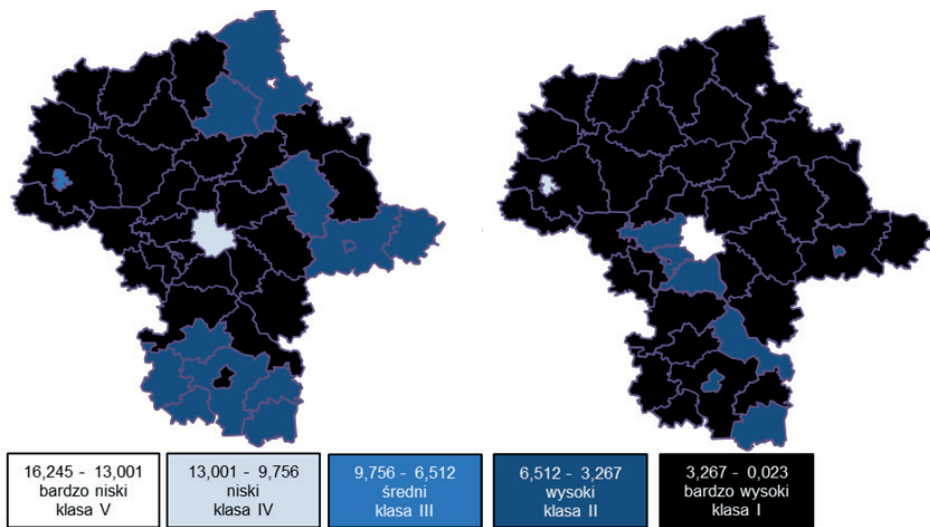 16,245 - 13,001
bardzo niski
klasa V
13,001 - 9,756
niski
klasa IV
9,756 - 6,512
średni
klasa III
6,512 - 3,267
wysoki
klasa II
3,267 - 0,023
bardzo wysoki
klasa I